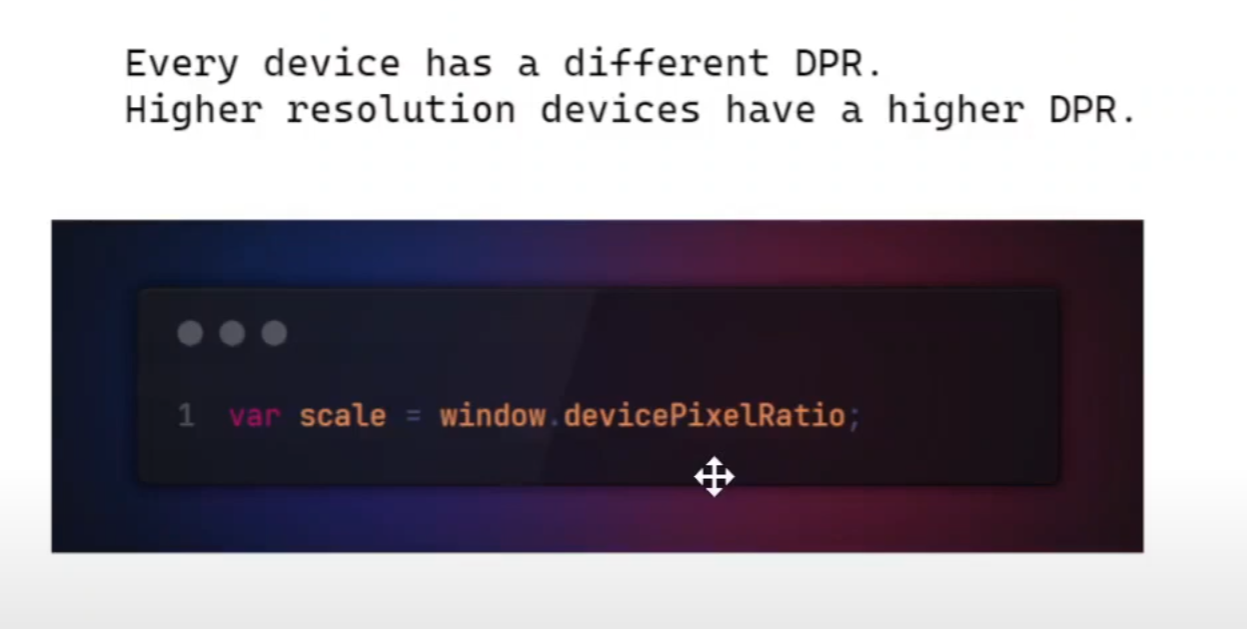 Every device has a different DPR.
Higher resolution devices have a higher DPR.
1 var scale = window.devicePixelRatio;